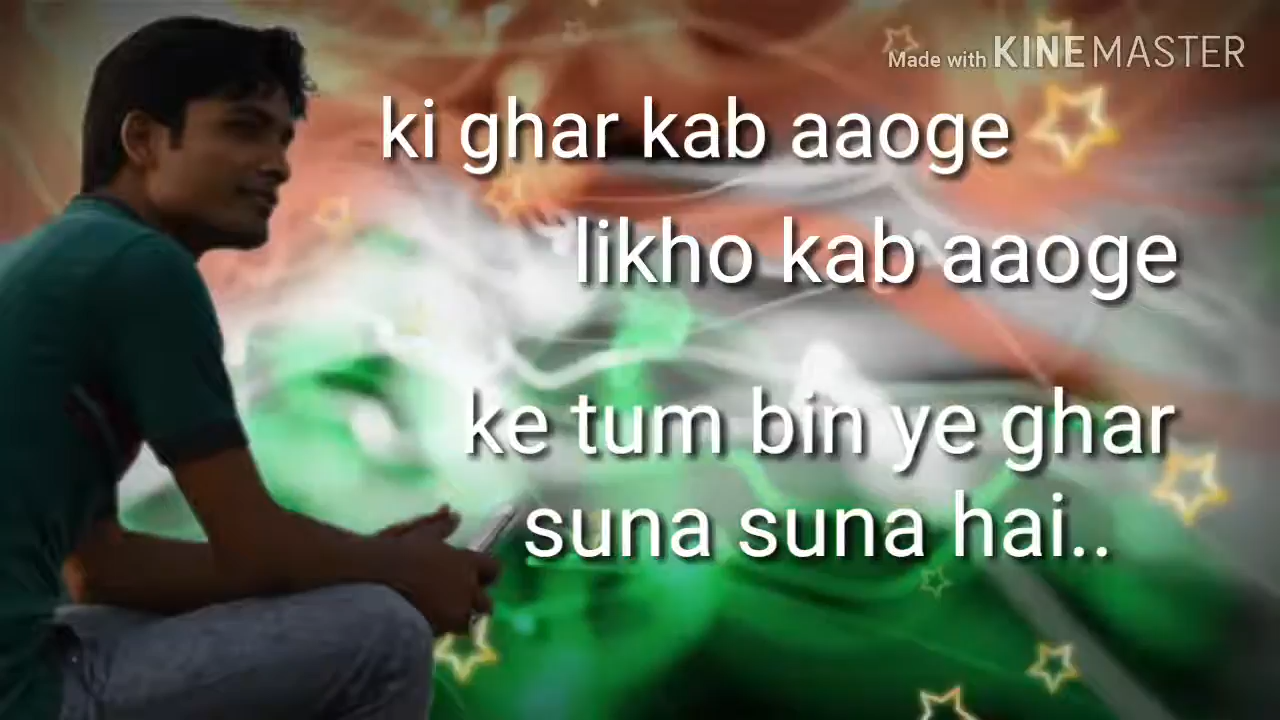 Made with KINEMASTER
ki ghar kab aaoge
likho kab aaoge
ke tum bin ye ghar
suna suna hai..